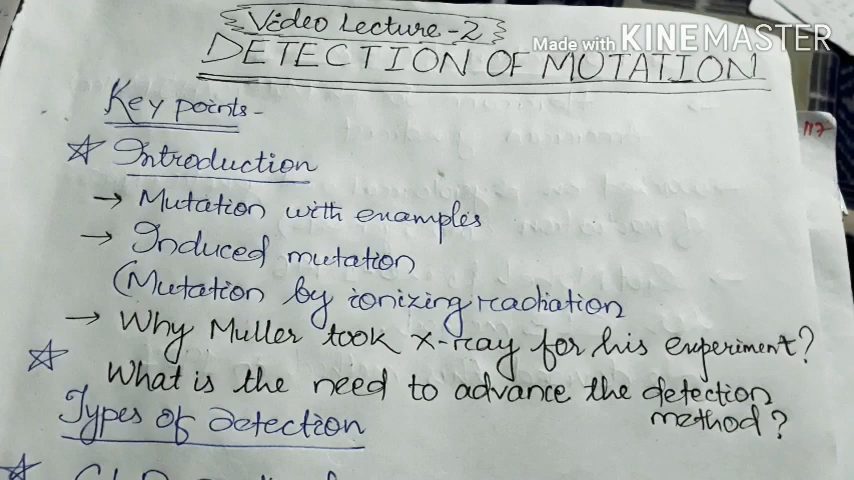 Video Lecture-2
Made with KINEMASTER
DETECTION OF MUTATION
Key points-
117
☆ Introduction
→ Mutation with examples
→ Induced mutation
(Mutation by ionizing radiation
→ Why Muller took X-ray for his experiment?
☆ What is the need to advance the detection
method?
Types of detection
☆